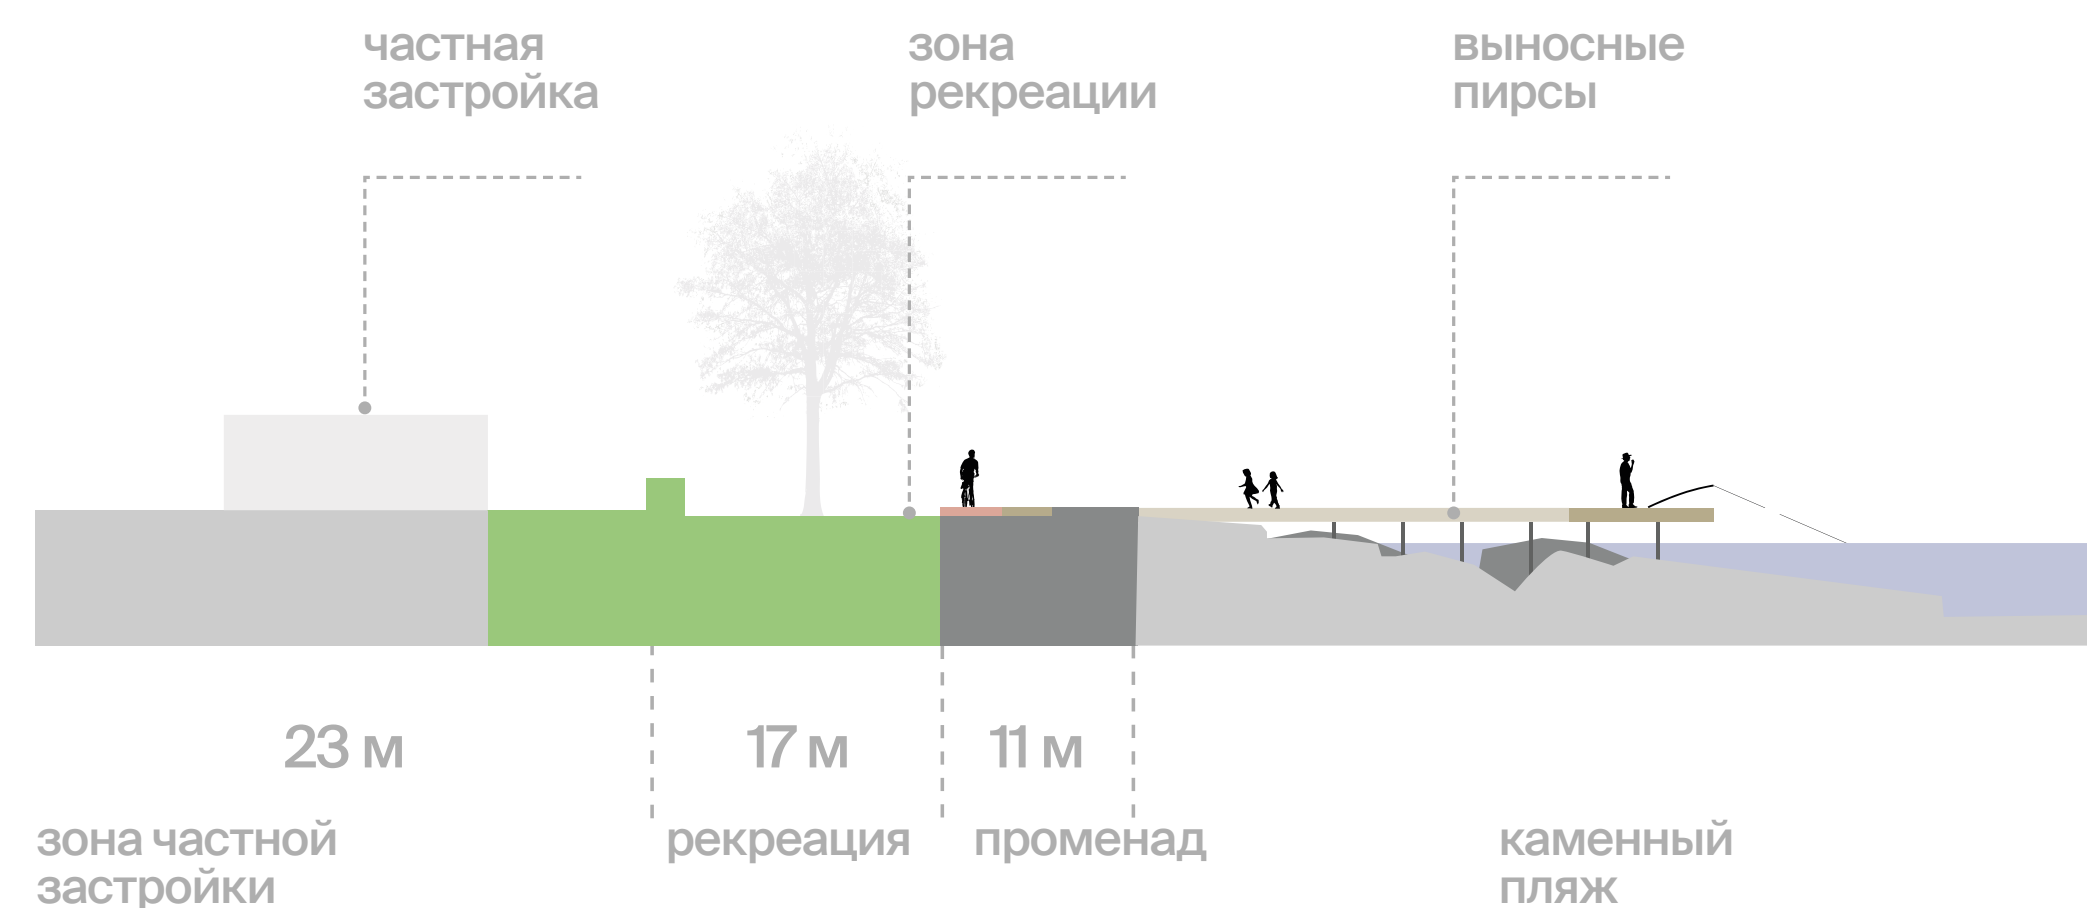 частная
застройка
зона
рекреации
выносные
пирсы
23 м
17 м
11 м
зона частной
застройки
рекреация
променад
каменный
пляж